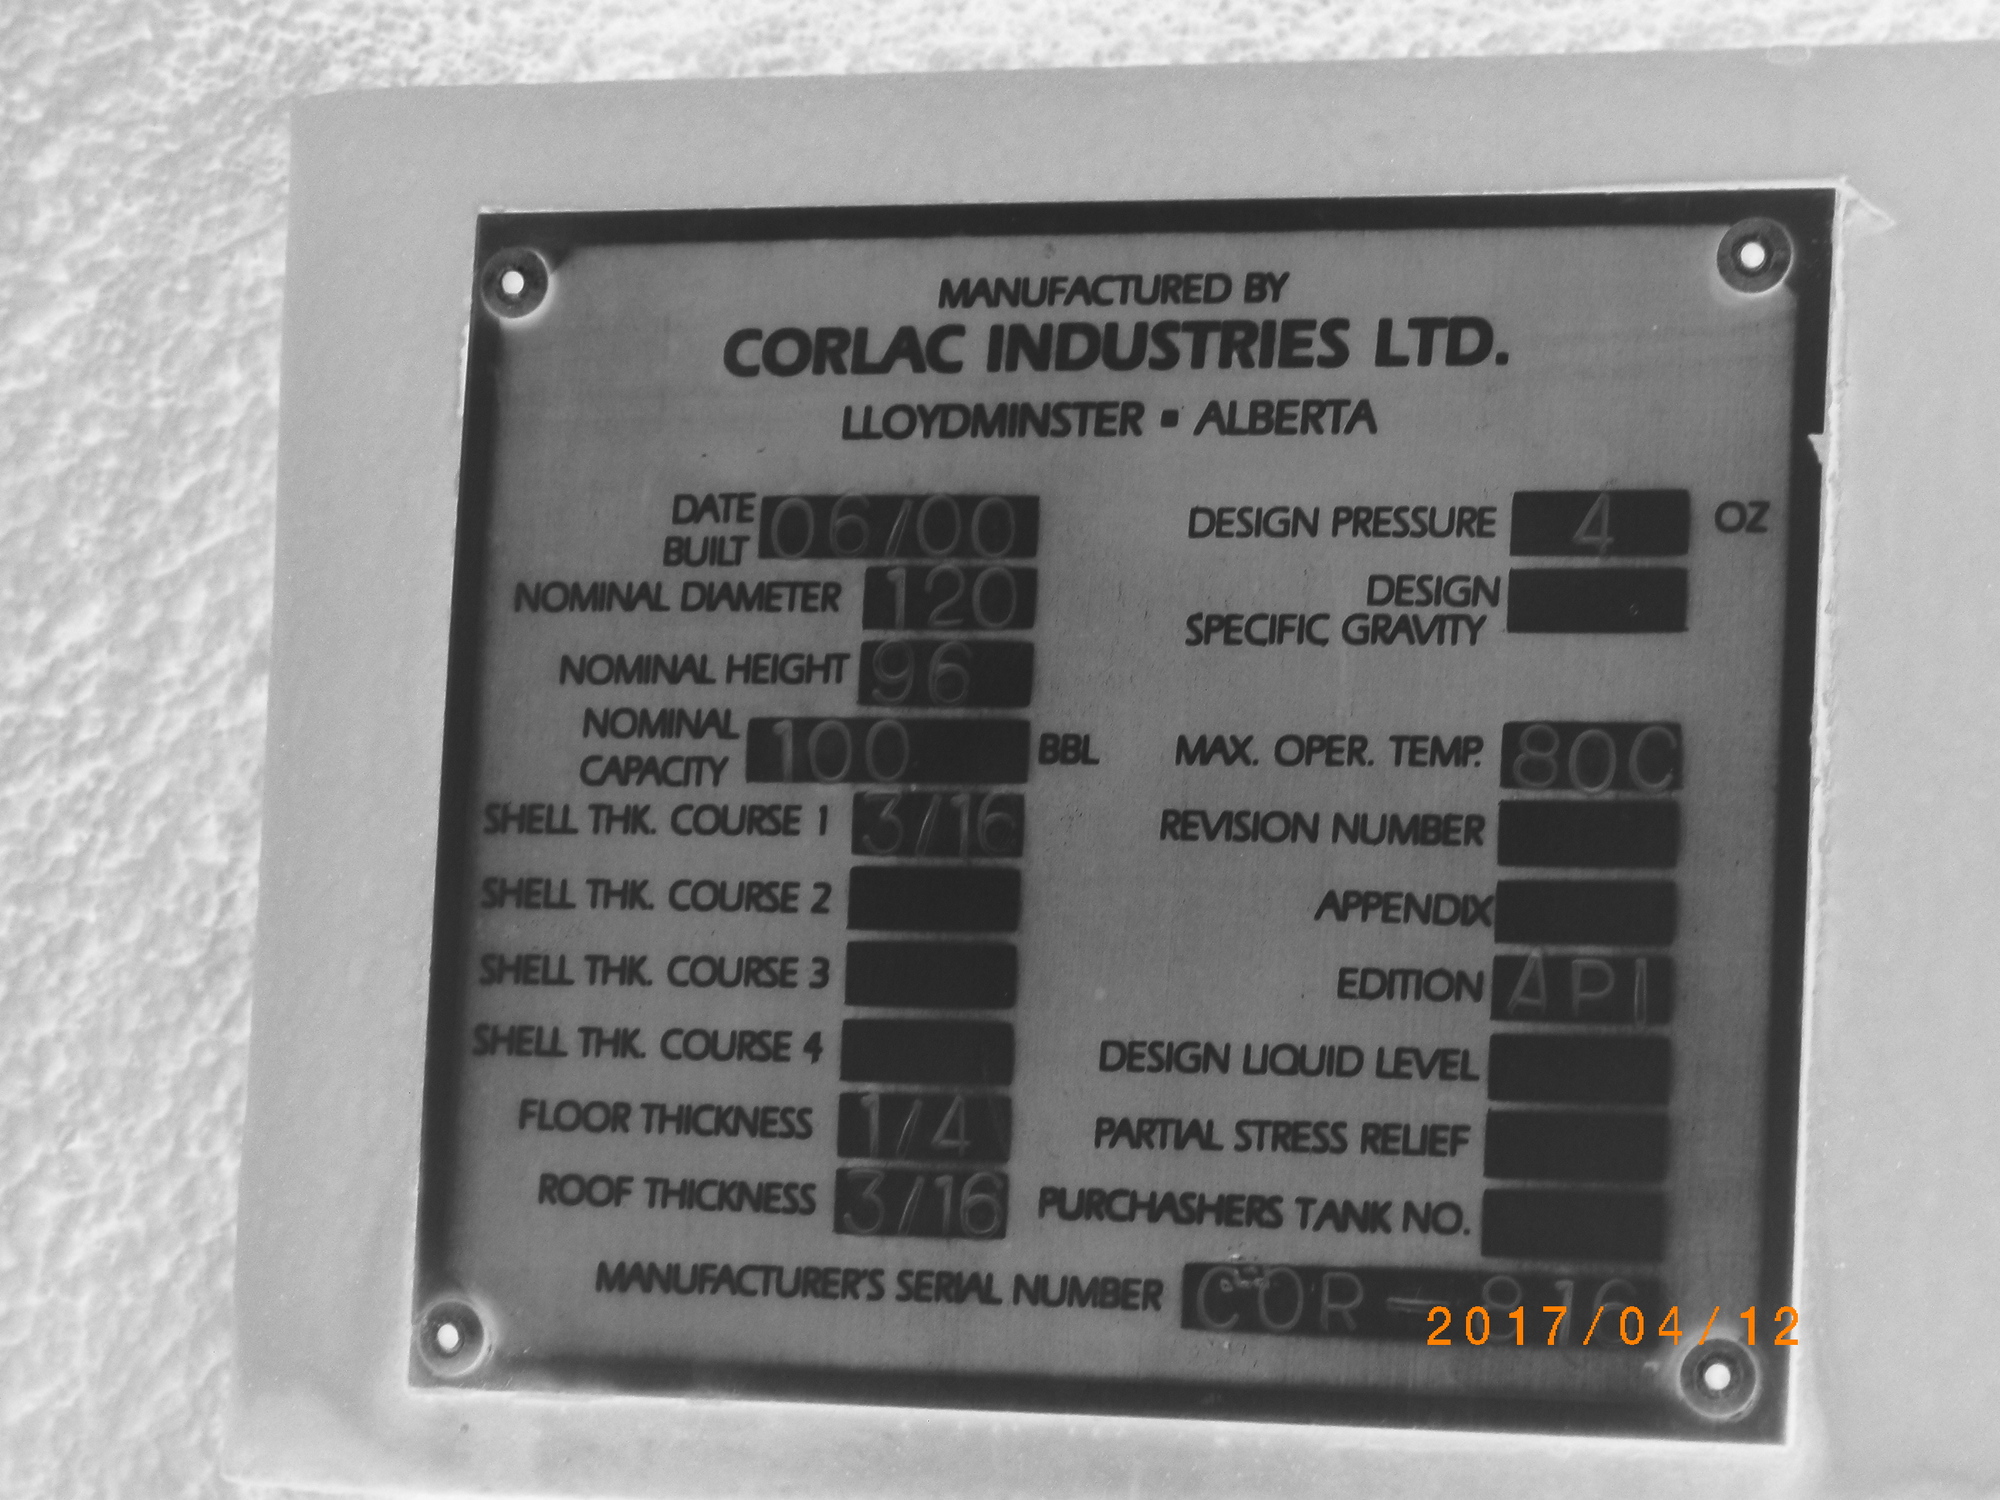 MANUFACTURED BY
CORLAC INDUSTRIES LTD.
LLOYDMINSTER ▪ ALBERTA
DATE BUILT 06/00
NOMINAL DIAMETER 120
NOMINAL HEIGHT 96
NOMINAL CAPACITY 100 BBL
SHELL THK. COURSE 1 3/16
SHELL THK. COURSE 2
SHELL THK. COURSE 3
SHELL THK. COURSE 4
FLOOR THICKNESS 1/4
ROOF THICKNESS 3/16
DESIGN PRESSURE 4 OZ
DESIGN SPECIFIC GRAVITY
MAX. OPER. TEMP. 80C
REVISION NUMBER
APPENDIX
EDITION API
DESIGN LIQUID LEVEL
PARTIAL STRESS RELIEF
PURCHASHERS TANK NO.
MANUFACTURER'S SERIAL NUMBER COR-816
2017/04/12